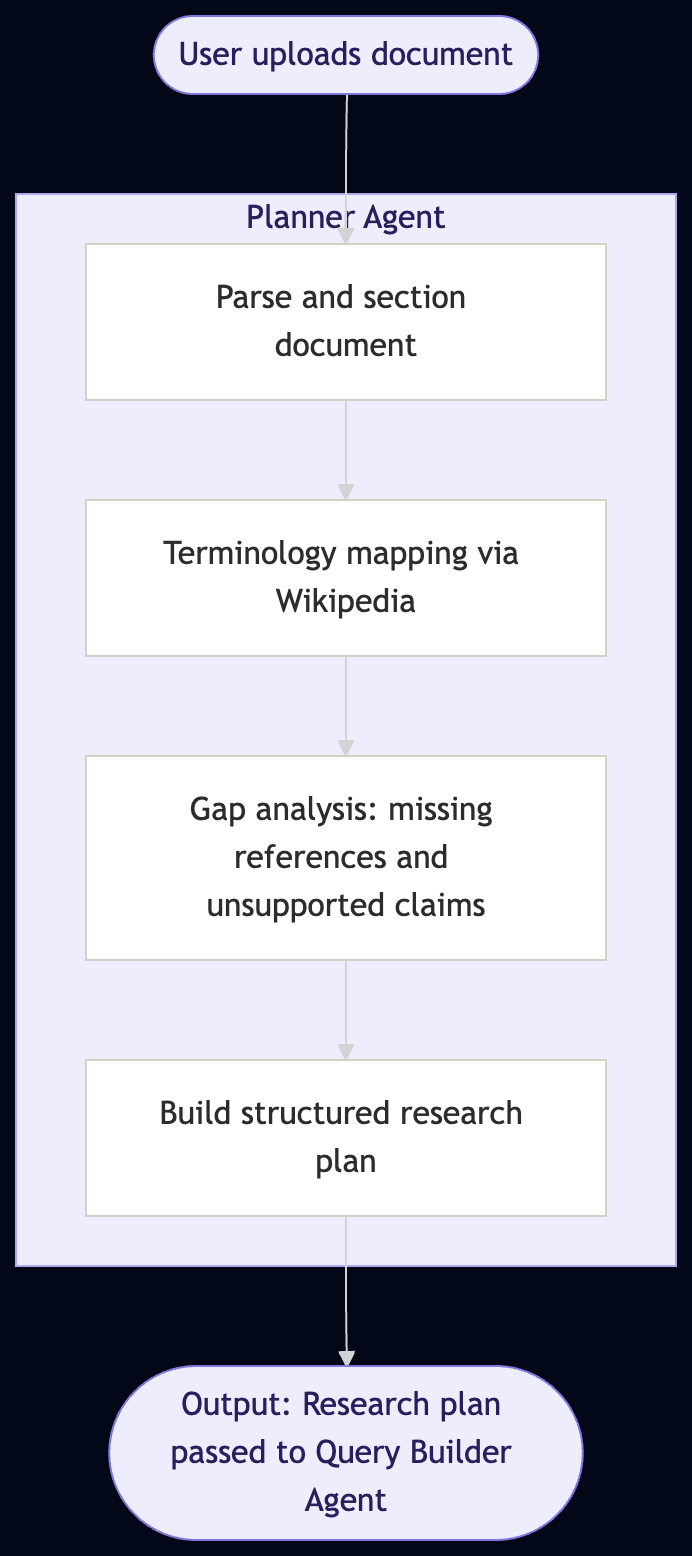 User uploads document
Planner Agent
Parse and section
document
Terminology mapping via
Wikipedia
Gap analysis: missing
references and
unsupported claims
Build structured research
plan
Output: Research plan
passed to Query Builder
Agent